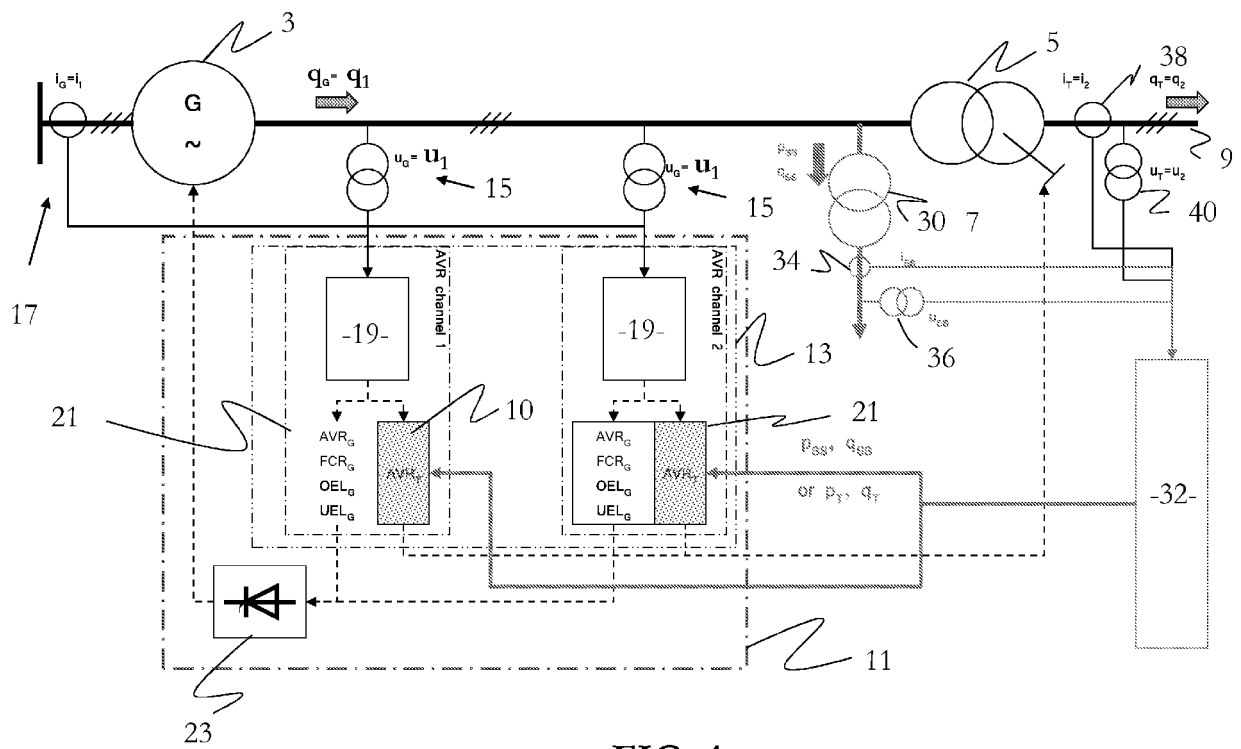 3
5
i_G=i_1
q_G= q_1
i_T=i_2
38
q_T=q_2
G
~
9
u_G= u_1
15
u_G= u_1
15
p_SS
q_SS
u_T=u_2
40
30
7
17
34
i_SS
AVR channel 1
AVR channel 2
-19-
-19-
13
u_SS
36
21
10
21
AVR_G
FCR_G
OEL_G
UEL_G
AVR_T
AVR_G
FCR_G
OEL_G
UEL_G
AVR_T
p_SS, q_SS
or p_T, q_T
-32-
11
23